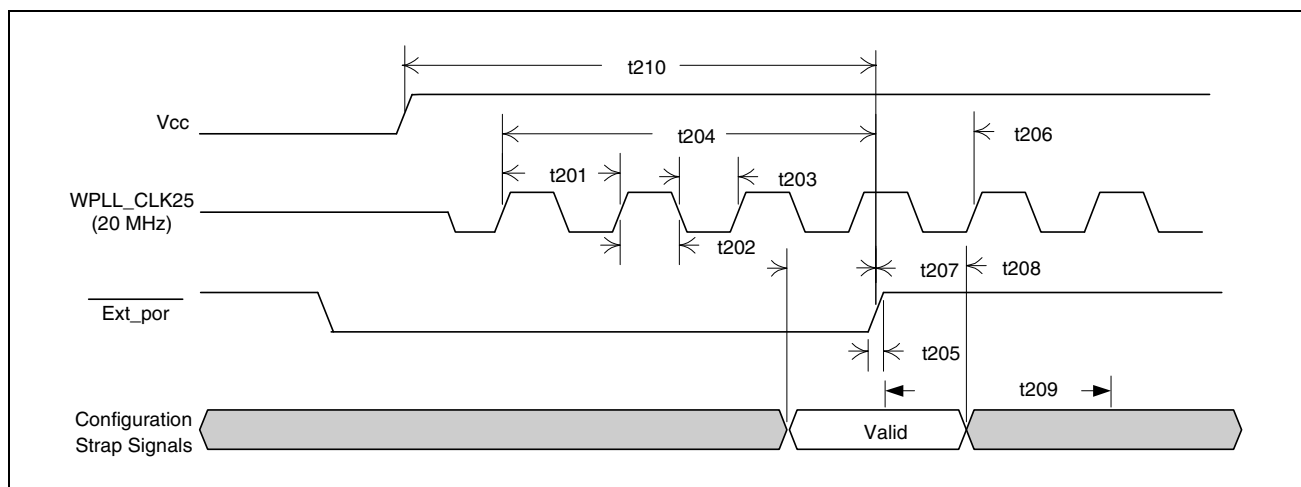 t210
Vcc
t204
t206
t201
t203
WPLL_CLK25
(20 MHz)
t202
t207
t208
Ext_por
t205
t209
Configuration
Strap Signals
Valid